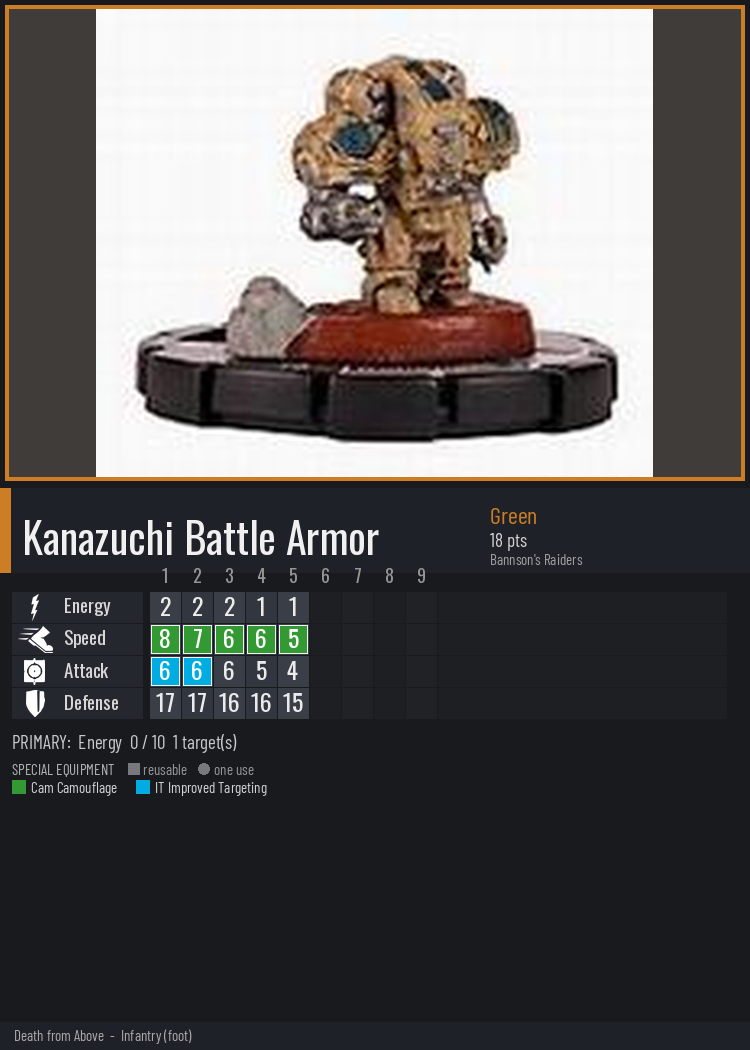 Kanazuchi Battle Armor
Green
18 pts
Bannson's Raiders
1 2 3 4 5 6 7 8 9
Energy 2 2 2 1 1
Speed 8 7 6 6 5
Attack 6 6 6 5 4
Defense 17 17 16 16 15
PRIMARY: Energy 0 / 10 1 target(s)
SPECIAL EQUIPMENT reusable one use
Cam Camouflage IT Improved Targeting
Death from Above - Infantry (foot)